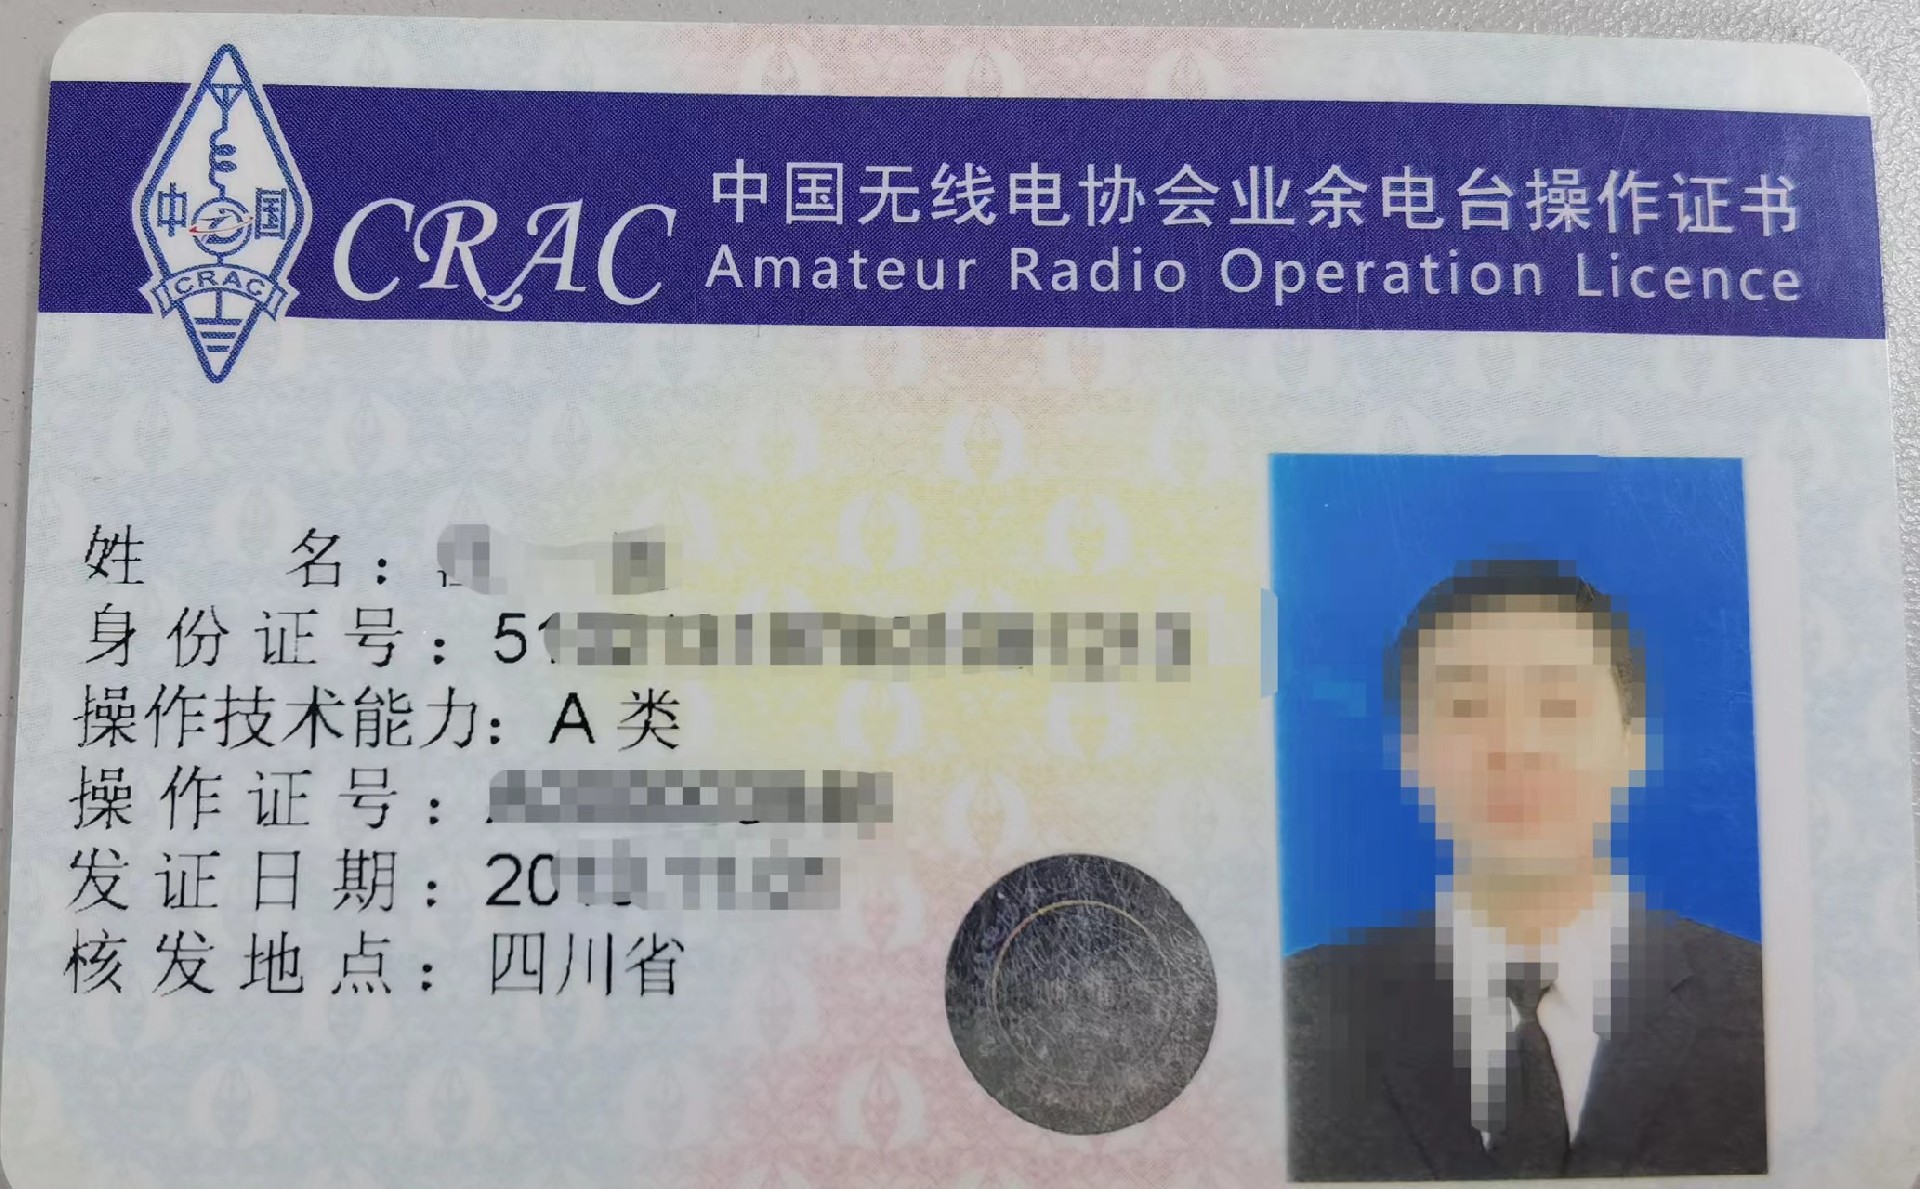 中国
CRAC
CRAC
中国无线电协会业余电台操作证书
Amateur Radio Operation Licence
姓 名：
身份证号：51
操作技术能力：A 类
操作证号：
发证日期：20
核发地点：四川省